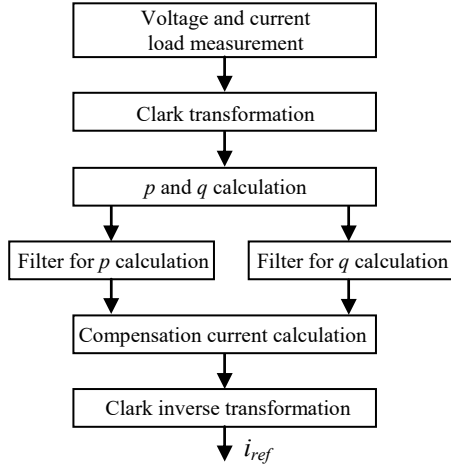 Voltage and current
load measurement
Clark transformation
p and q calculation
Filter for p calculation
Filter for q calculation
Compensation current calculation
Clark inverse transformation
i_ref